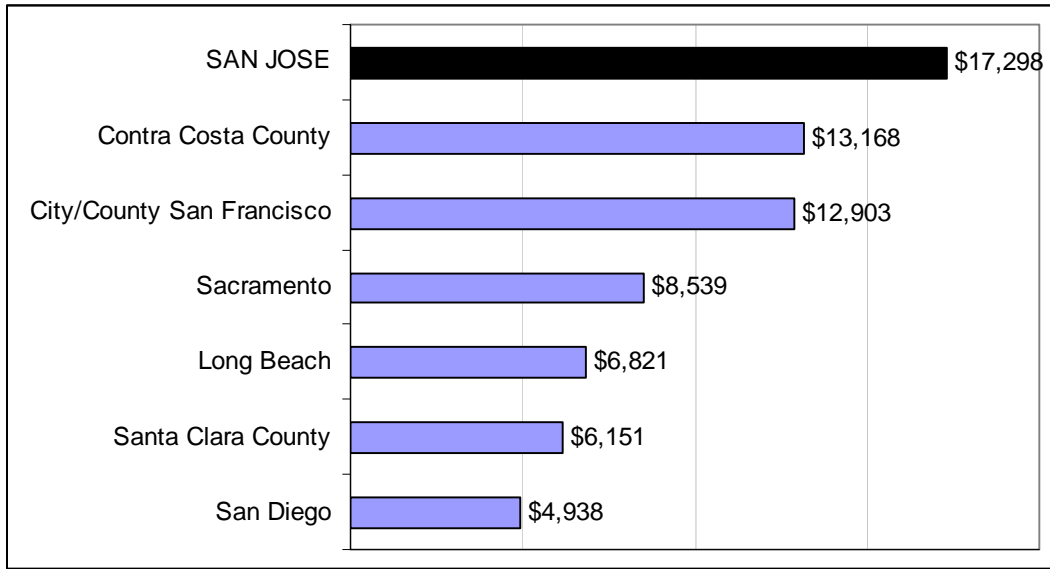 SAN JOSE $17,298
Contra Costa County $13,168
City/County San Francisco $12,903
Sacramento $8,539
Long Beach $6,821
Santa Clara County $6,151
San Diego $4,938